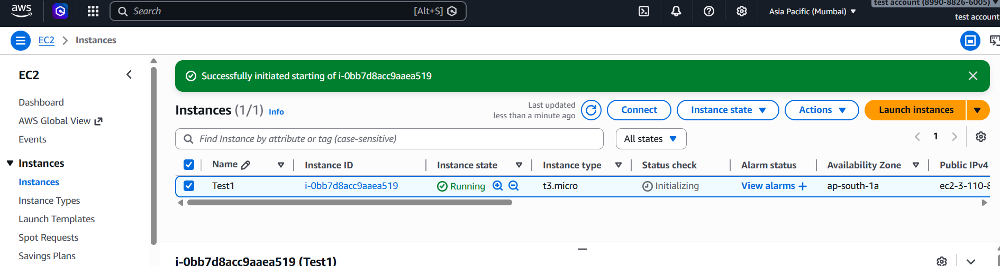 aws
Search [Alt+S]
Asia Pacific (Mumbai)
test account (8990-8826-6005)
test account
EC2 Instances
EC2
Dashboard
AWS Global View
Events
Instances
Instances
Instance Types
Launch Templates
Spot Requests
Savings Plans
Successfully initiated starting of i-0bb7d8acc9aaea519
Instances (1/1) Info
Last updated
less than a minute ago
Connect Instance state Actions Launch instances
Find Instance by attribute or tag (case-sensitive)
All states
1
Name Instance ID Instance state Instance type Status check Alarm status Availability Zone Public IPv4
Test1 i-0bb7d8acc9aaea519 Running t3.micro Initializing View alarms + ap-south-1a ec2-3-110-8
i-0bb7d8acc9aaea519 (Test1)